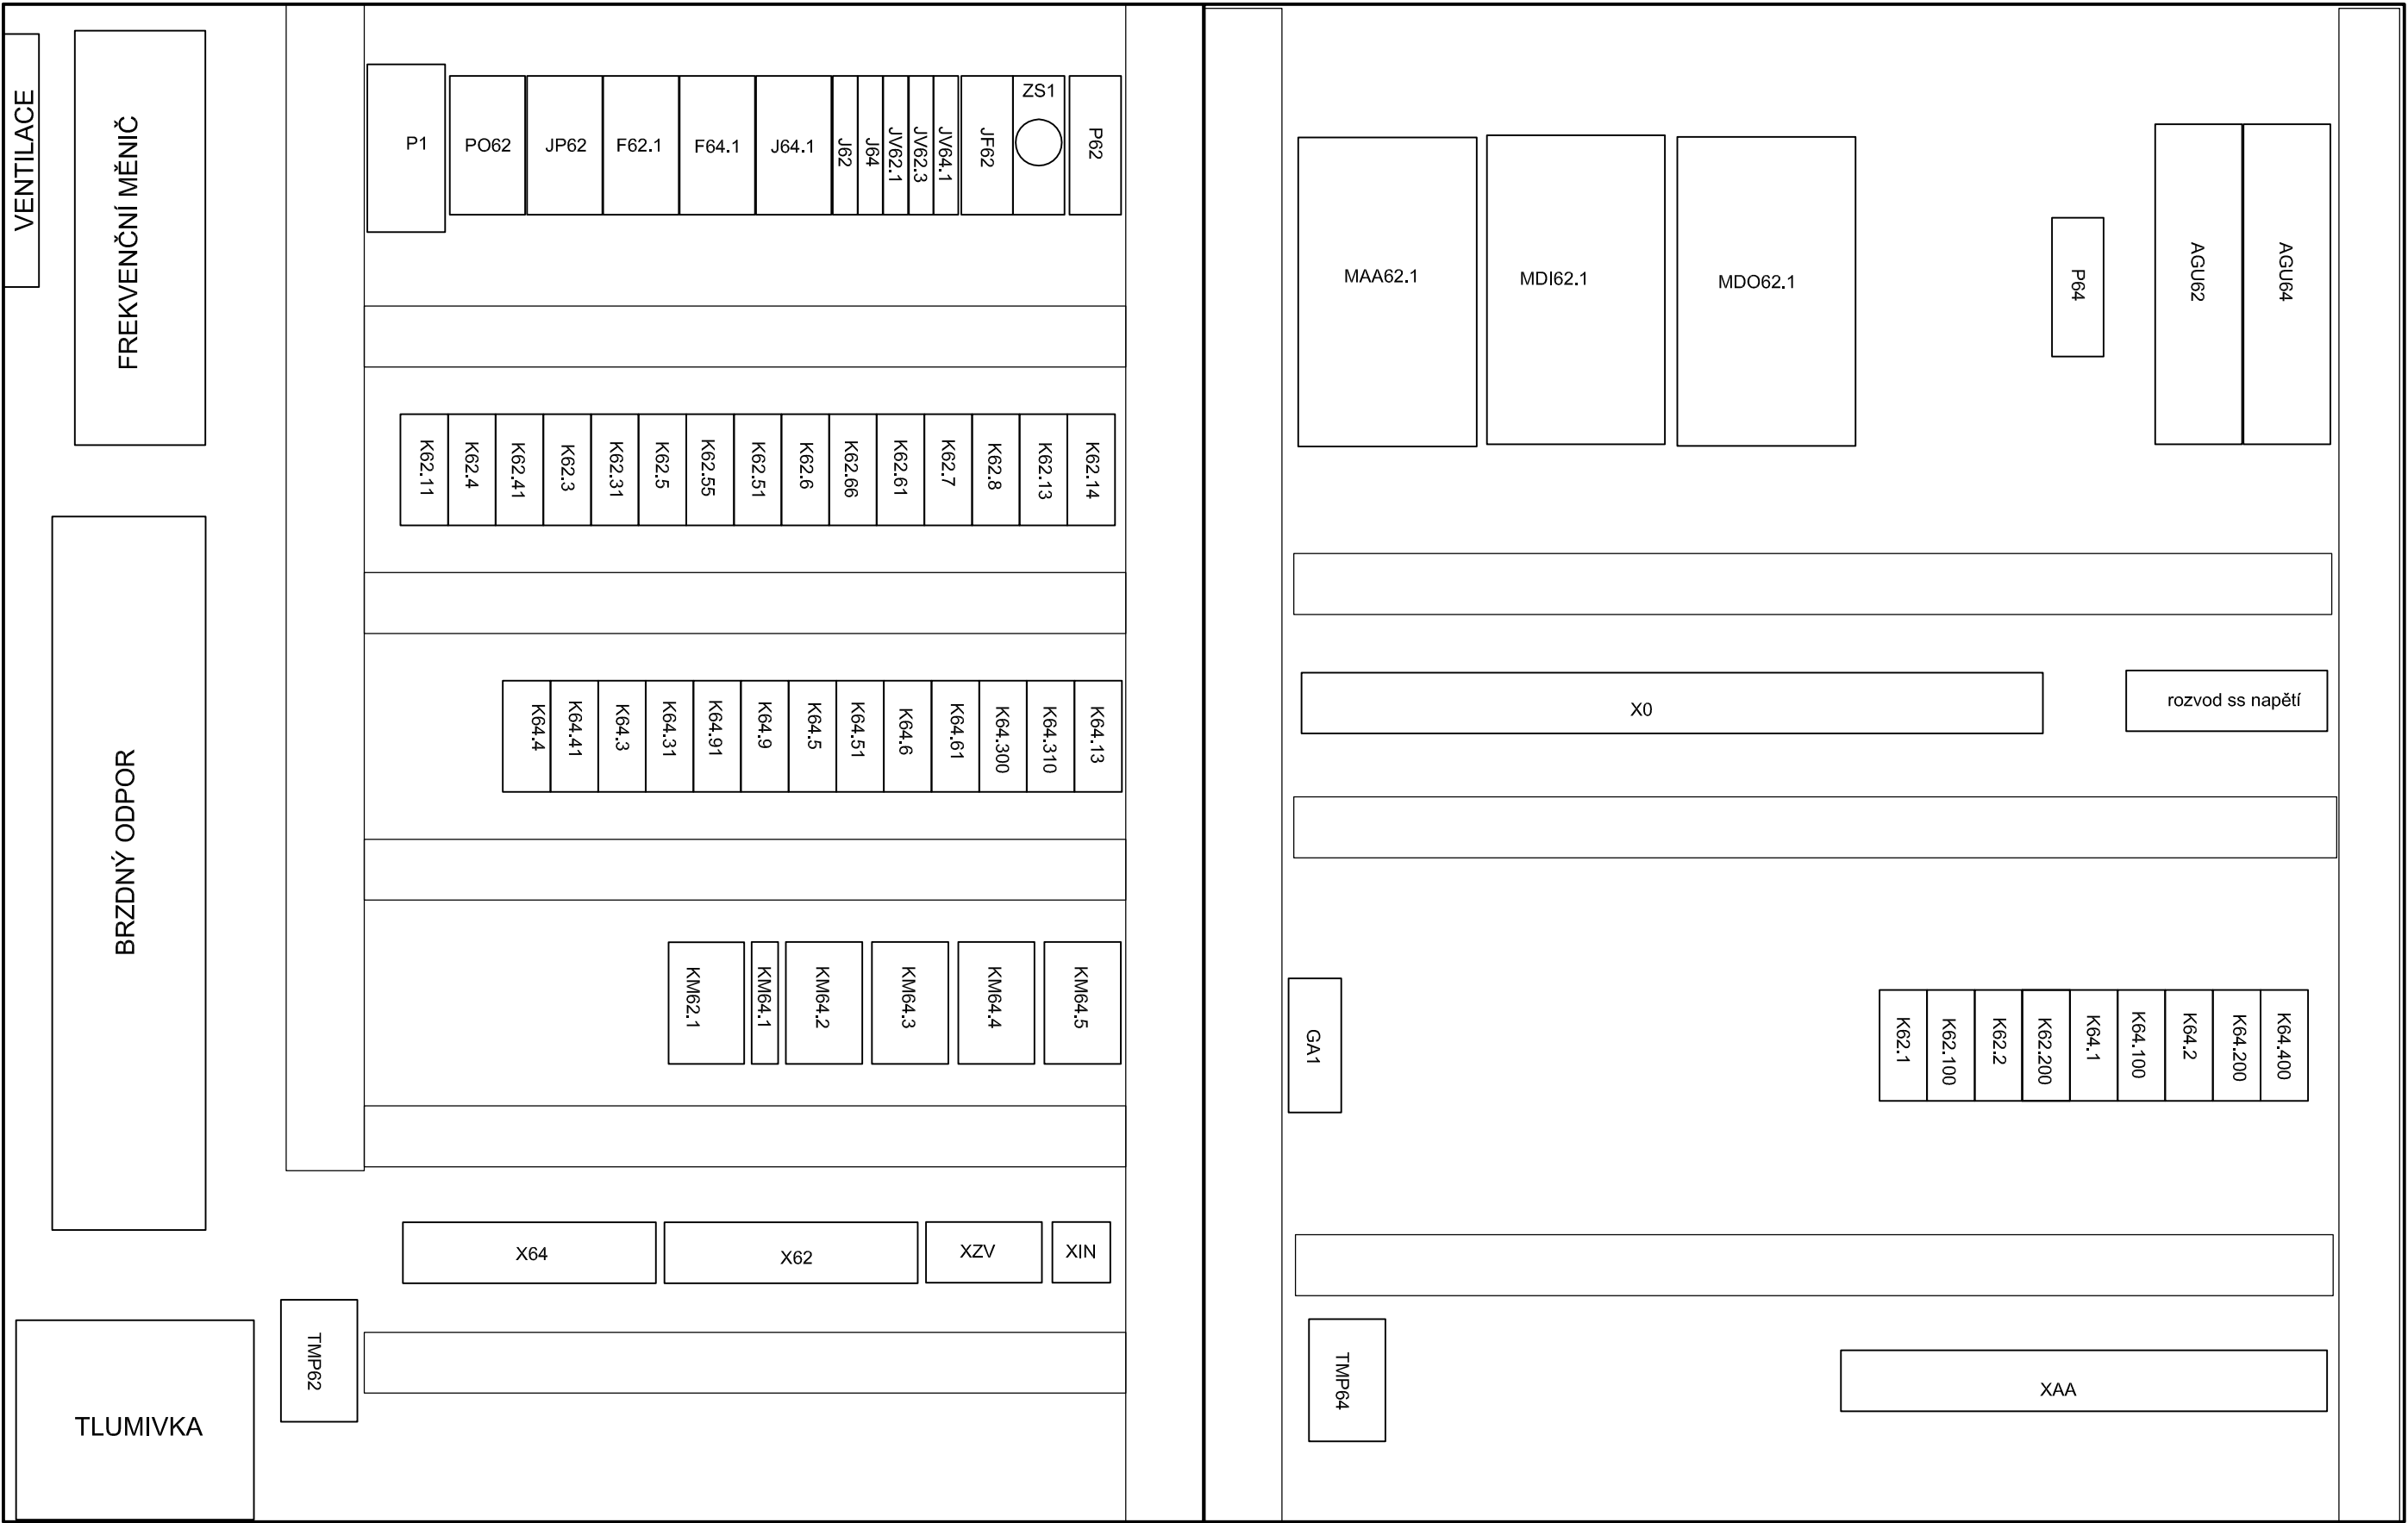 VENTILACE
FREKVENČNÍ MĚNIČ
BRZDNÝ ODPOR
TLUMIVKA
P1
PO62
JP62
F62.1
F64.1
J64.1
J62
J64
JV62.1
JV62.3
JV64.1
JF62
ZS1
P62
K62.11
K62.4
K62.41
K62.3
K62.31
K62.5
K62.55
K62.51
K62.6
K62.66
K62.61
K62.7
K62.8
K62.13
K62.14
K64.4
K64.41
K64.3
K64.31
K64.91
K64.9
K64.5
K64.51
K64.6
K64.61
K64.300
K64.310
K64.13
KM62.1
KM64.1
KM64.2
KM64.3
KM64.4
KM64.5
X64
X62
XZV
XIN
TMP62
MAA62.1
MDI62.1
MDO62.1
P64
AGU62
AGU64
X0
rozvod ss napětí
GA1
K62.1
K62.100
K62.2
K62.200
K64.1
K64.100
K64.2
K64.200
K64.400
TMP64
XAA